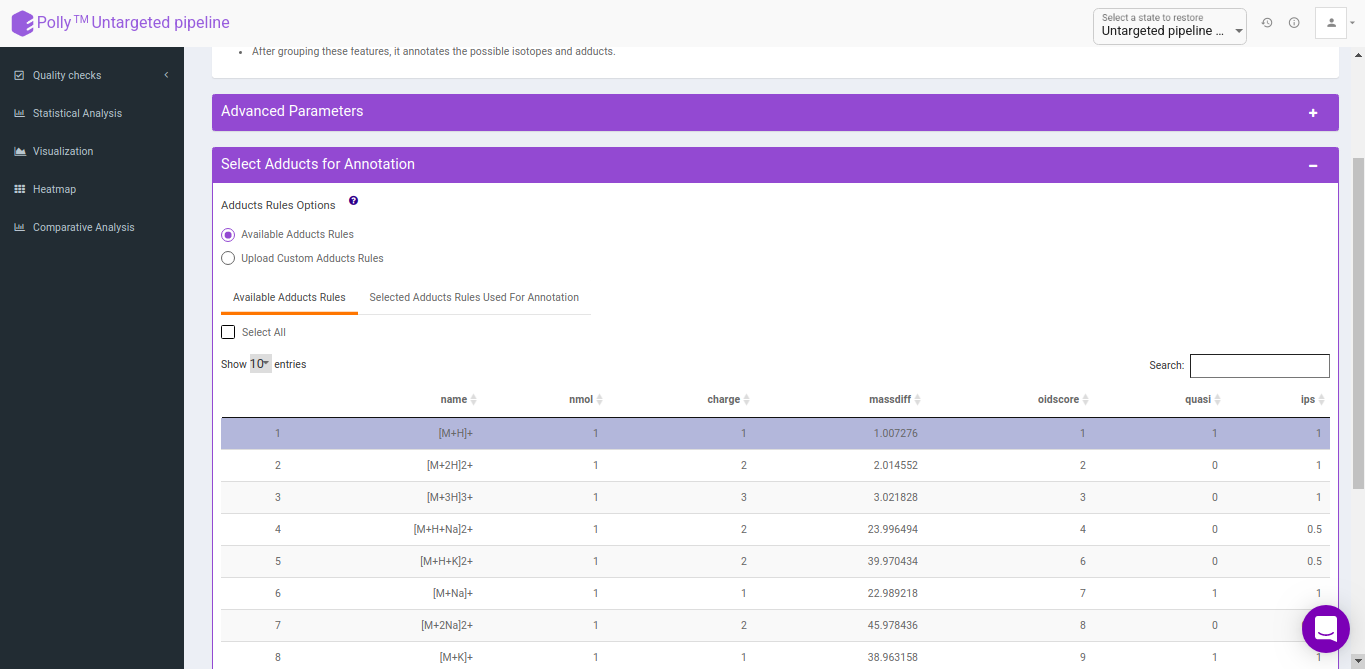 Polly™ Untargeted pipeline
Select a state to restore
Untargeted pipeline ...
Quality checks
Statistical Analysis
Visualization
Heatmap
Comparative Analysis
• After grouping these features, it annotates the possible isotopes and adducts.
Advanced Parameters +
Select Adducts for Annotation −
Adducts Rules Options ?
Available Adducts Rules
Upload Custom Adducts Rules
Available Adducts Rules Selected Adducts Rules Used For Annotation
Select All
Show 10 entries Search:
name nmol charge massdiff oidscore quasi ips
1 [M+H]+ 1 1 1.007276 1 1 1
2 [M+2H]2+ 1 2 2.014552 2 0 1
3 [M+3H]3+ 1 3 3.021828 3 0 1
4 [M+H+Na]2+ 1 2 23.996494 4 0 0.5
5 [M+H+K]2+ 1 2 39.970434 6 0 0.5
6 [M+Na]+ 1 1 22.989218 7 1 1
7 [M+2Na]2+ 1 2 45.978436 8 0
8 [M+K]+ 1 1 38.963158 9 1 1